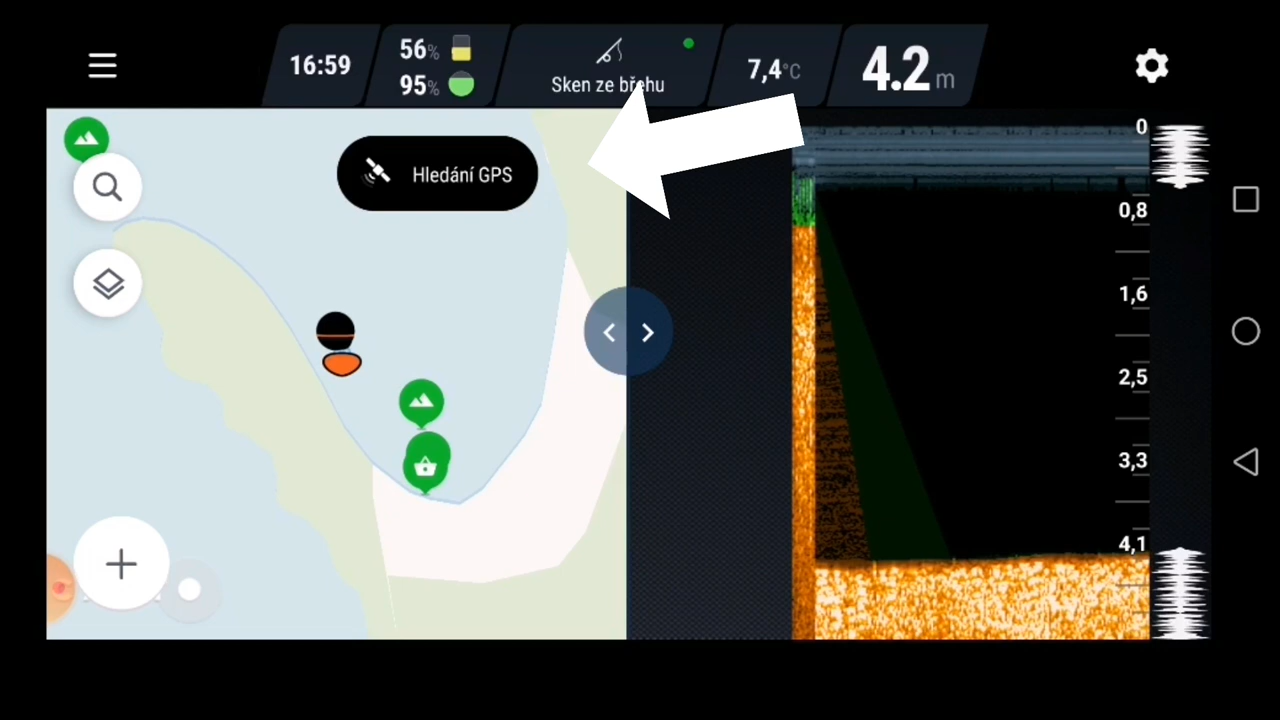 16:59
56%
95%
Sken ze břehu
7,4°C
4.2 m
Hledání GPS
0
0,8
1,6
2,5
3,3
4,1